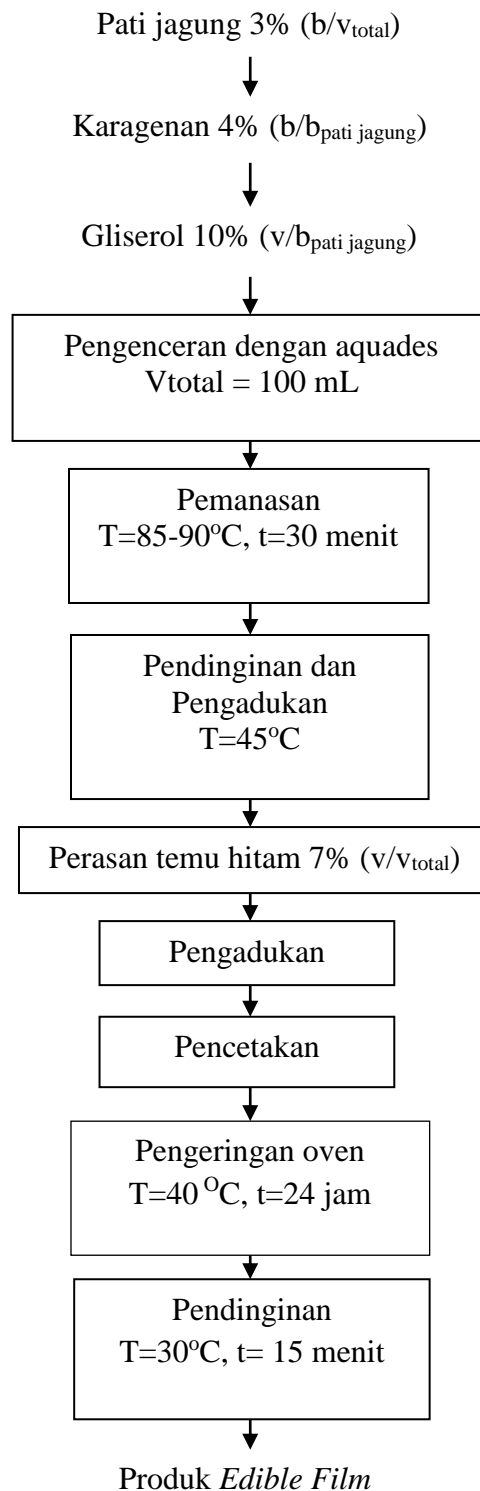 Pati jagung 3% (b/vtotal)
Karagenan 4% (b/bpati jagung)
Gliserol 10% (v/bpati jagung)
Pengenceran dengan aquades
Vtotal = 100 mL
Pemanasan
T=85-90ºC, t=30 menit
Pendinginan dan
Pengadukan
T=45ºC
Perasan temu hitam 7% (v/vtotal)
Pengadukan
Pencetakan
Pengeringan oven
T=40 ᴼC, t=24 jam
Pendinginan
T=30ºC, t= 15 menit
Produk Edible Film